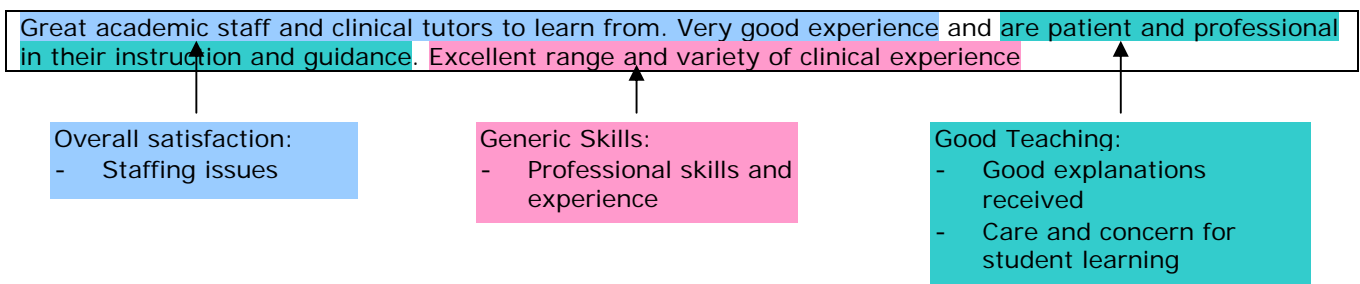 Great academic staff and clinical tutors to learn from. Very good experience and are patient and professional
in their instruction and guidance. Excellent range and variety of clinical experience
Overall satisfaction:
- Staffing issues
Generic Skills:
- Professional skills and
experience
Good Teaching:
- Good explanations
received
- Care and concern for
student learning